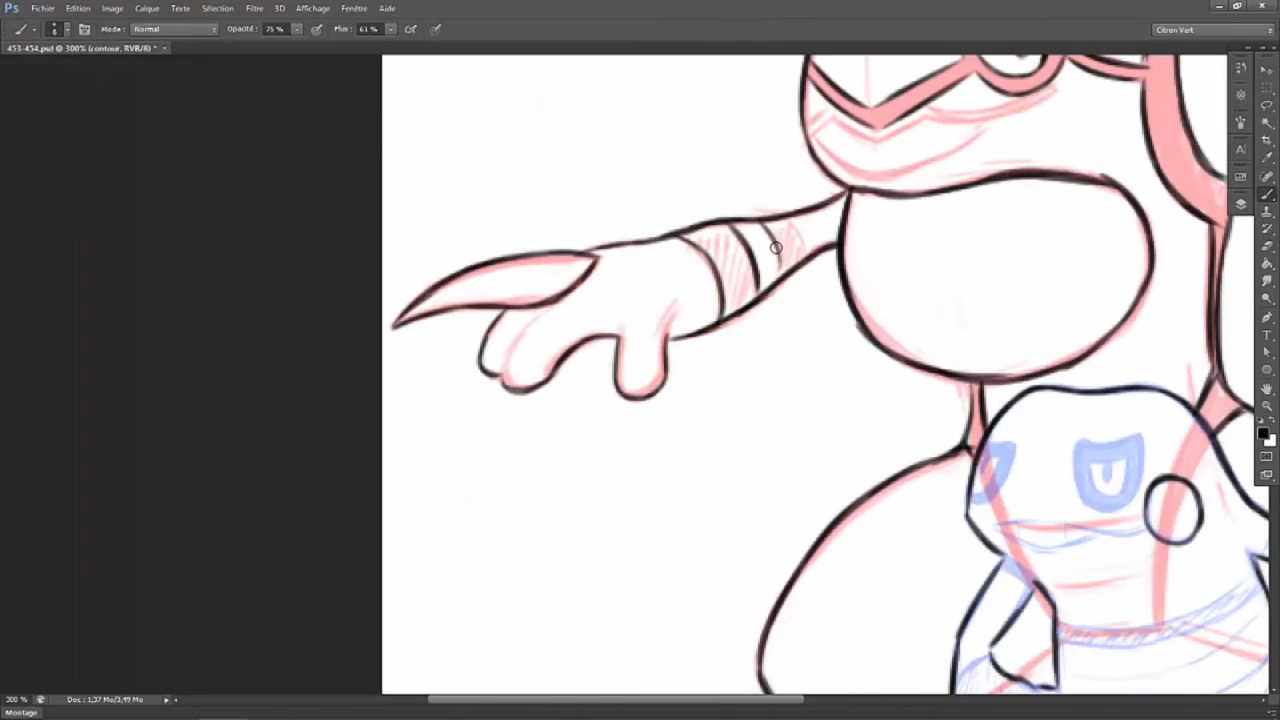 Ps Fichier Edition Image Calque Texte Sélection Filtre 3D Affichage Fenêtre Aide
6 Mode : Normal Opacité : 75 % Flux : 61 % Citron Vert
453-454.psd @ 300% (contour, RVB/8) * ×
A
T
300 % Doc : 1,37 Mo/3,49 Mo
Montage